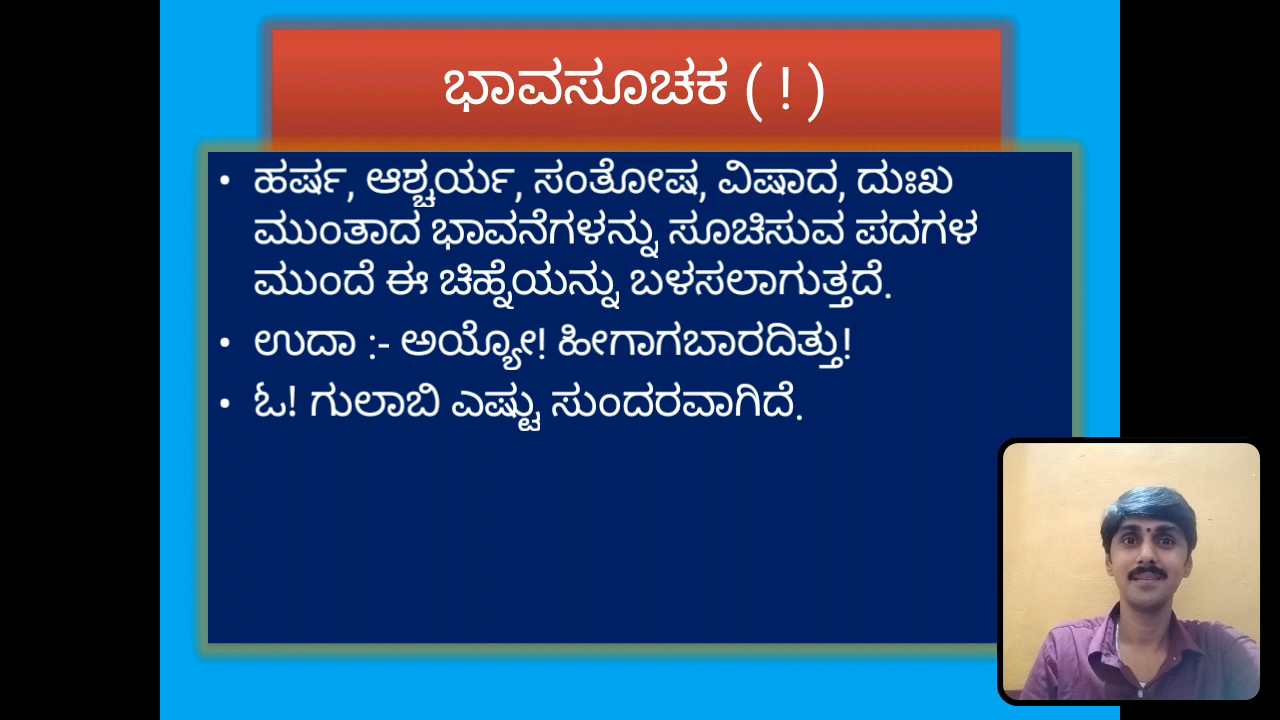 ಭಾವಸೂಚಕ ( ! )
• ಹರ್ಷ, ಆಶ್ಚರ್ಯ, ಸಂತೋಷ, ವಿಷಾದ, ದುಃಖ
ಮುಂತಾದ ಭಾವನೆಗಳನ್ನು ಸೂಚಿಸುವ ಪದಗಳ
ಮುಂದೆ ಈ ಚಿಹ್ನೆಯನ್ನು ಬಳಸಲಾಗುತ್ತದೆ.
• ಉದಾ :- ಅಯ್ಯೋ! ಹೀಗಾಗಬಾರದಿತ್ತು!
• ಓ! ಗುಲಾಬಿ ಎಷ್ಟು ಸುಂದರವಾಗಿದೆ.